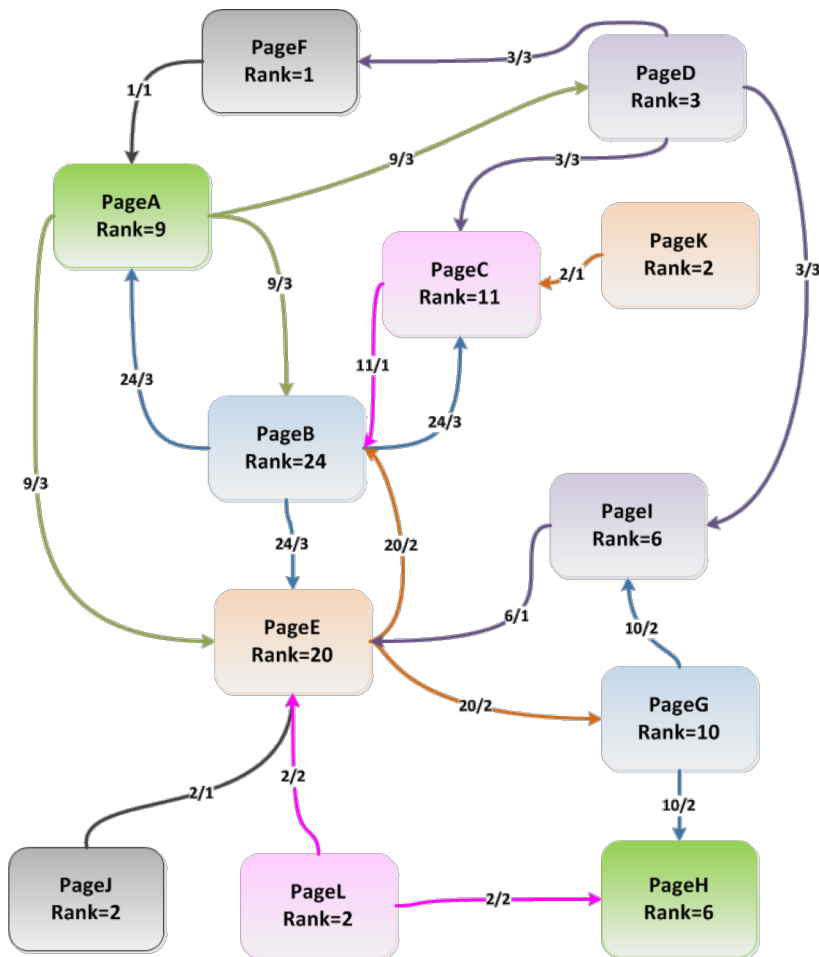 PageF
Rank=1
3/3
PageD
Rank=3
1/1
9/3
3/3
PageA
Rank=9
PageK
Rank=2
PageC
Rank=11
2/1
3/3
9/3
11/1
24/3
24/3
PageB
Rank=24
9/3
24/3
20/2
PageI
Rank=6
6/1
10/2
PageE
Rank=20
20/2
PageG
Rank=10
2/2
2/1
10/2
PageJ
Rank=2
PageL
Rank=2
2/2
PageH
Rank=6